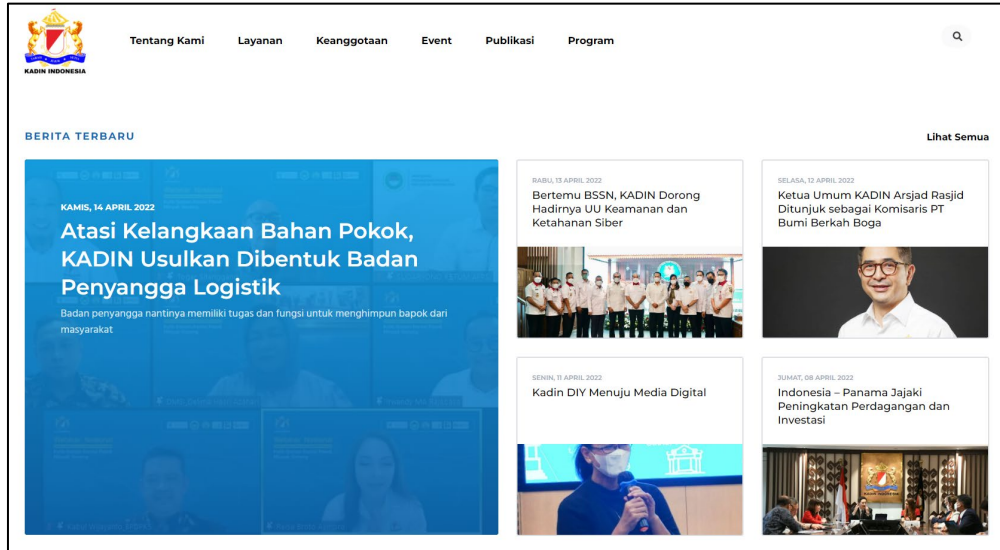 KADIN INDONESIA
Tentang Kami
Layanan
Keanggotaan
Event
Publikasi
Program
BERITA TERBARU
Lihat Semua
KAMIS, 14 APRIL 2022
Atasi Kelangkaan Bahan Pokok,
KADIN Usulkan Dibentuk Badan
Penyangga Logistik
Badan penyangga nantinya memiliki tugas dan fungsi untuk menghimpun bapok dari
masyarakat
RABU, 13 APRIL 2022
Bertemu BSSN, KADIN Dorong
Hadirnya UU Keamanan dan
Ketahanan Siber
SELASA, 12 APRIL 2022
Ketua Umum KADIN Arsjad Rasjid
Ditunjuk sebagai Komisaris PT
Bumi Berkah Boga
SENIN, 11 APRIL 2022
Kadin DIY Menuju Media Digital
JUMAT, 08 APRIL 2022
Indonesia – Panama Jajaki
Peningkatan Perdagangan dan
Investasi